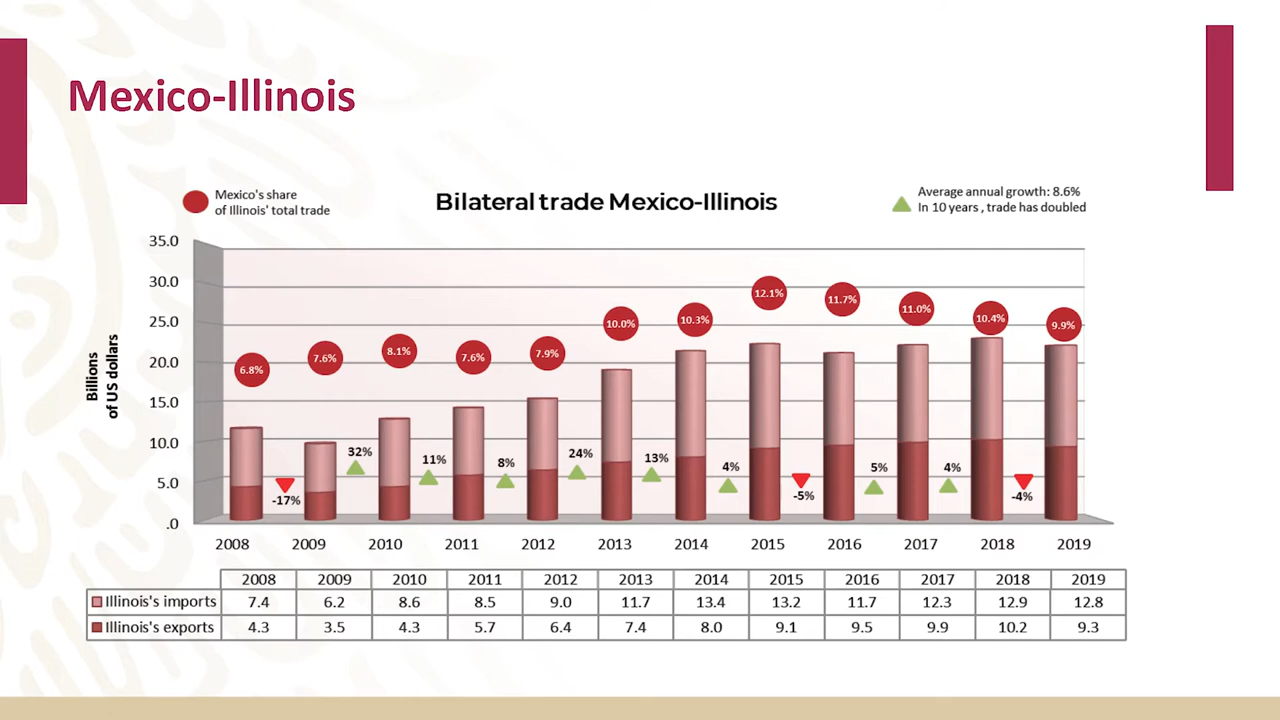 Mexico-Illinois
Mexico's share
of Illinois' total trade
Bilateral trade Mexico-Illinois
Average annual growth: 8.6%
In 10 years , trade has doubled
Billions
of US dollars
35.0
30.0
25.0
20.0
15.0
10.0
5.0
.0
6.8% 7.6% 8.1% 7.6% 7.9% 10.0% 10.3% 12.1% 11.7% 11.0% 10.4% 9.9%
-17% 32% 11% 8% 24% 13% 4% -5% 5% 4% -4%
2008 2009 2010 2011 2012 2013 2014 2015 2016 2017 2018 2019
2008 2009 2010 2011 2012 2013 2014 2015 2016 2017 2018 2019
Illinois's imports 7.4 6.2 8.6 8.5 9.0 11.7 13.4 13.2 11.7 12.3 12.9 12.8
Illinois's exports 4.3 3.5 4.3 5.7 6.4 7.4 8.0 9.1 9.5 9.9 10.2 9.3